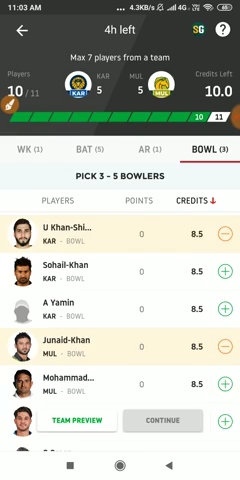 11:03 AM
4.3KB/s
4G
4h left
SG
Max 7 players from a team
Players
KAR
MUL
Credits Left
10 / 11
5
5
10.0
10
11
WK (1)
BAT (5)
AR (1)
BOWL (3)
PICK 3 - 5 BOWLERS
PLAYERS
POINTS
CREDITS
U Khan-Shi...
KAR - BOWL
0
8.5
Sohail-Khan
KAR - BOWL
0
8.5
A Yamin
KAR - BOWL
0
8.5
Junaid-Khan
MUL - BOWL
0
8.5
Mohammad...
MUL - BOWL
0
8.5
TEAM PREVIEW
CONTINUE